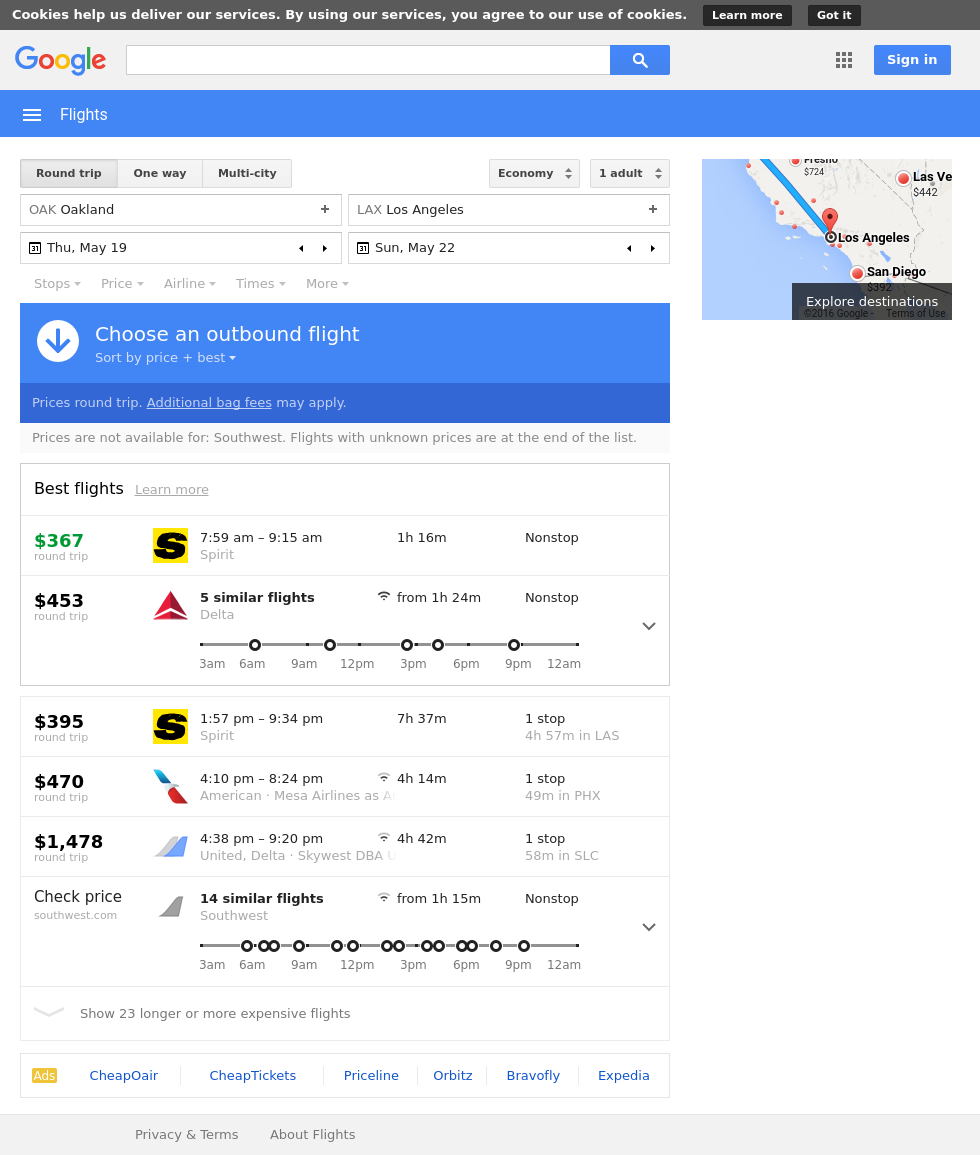 Cookies help us deliver our services. By using our services, you agree to our use of cookies. Learn more Got it
Google
Sign in
Flights
Round trip One way Multi-city Economy 1 adult
OAK Oakland + LAX Los Angeles +
31 Thu, May 19 31 Sun, May 22
Stops Price Airline Times More
Fresno
$724
Las Ve
$442
Los Angeles
San Diego
$392
Explore destinations
©2016 Google - Terms of Use
Choose an outbound flight
Sort by price + best
Prices round trip. Additional bag fees may apply.
Prices are not available for: Southwest. Flights with unknown prices are at the end of the list.
Best flights Learn more
$367 7:59 am – 9:15 am 1h 16m Nonstop
round trip Spirit
$453 5 similar flights from 1h 24m Nonstop
round trip Delta
3am 6am 9am 12pm 3pm 6pm 9pm 12am
$395 1:57 pm – 9:34 pm 7h 37m 1 stop
round trip Spirit 4h 57m in LAS
$470 4:10 pm – 8:24 pm 4h 14m 1 stop
round trip American · Mesa Airlines as A 49m in PHX
$1,478 4:38 pm – 9:20 pm 4h 42m 1 stop
round trip United, Delta · Skywest DBA U 58m in SLC
Check price 14 similar flights from 1h 15m Nonstop
southwest.com Southwest
3am 6am 9am 12pm 3pm 6pm 9pm 12am
Show 23 longer or more expensive flights
Ads CheapOair CheapTickets Priceline Orbitz Bravofly Expedia
Privacy & Terms About Flights